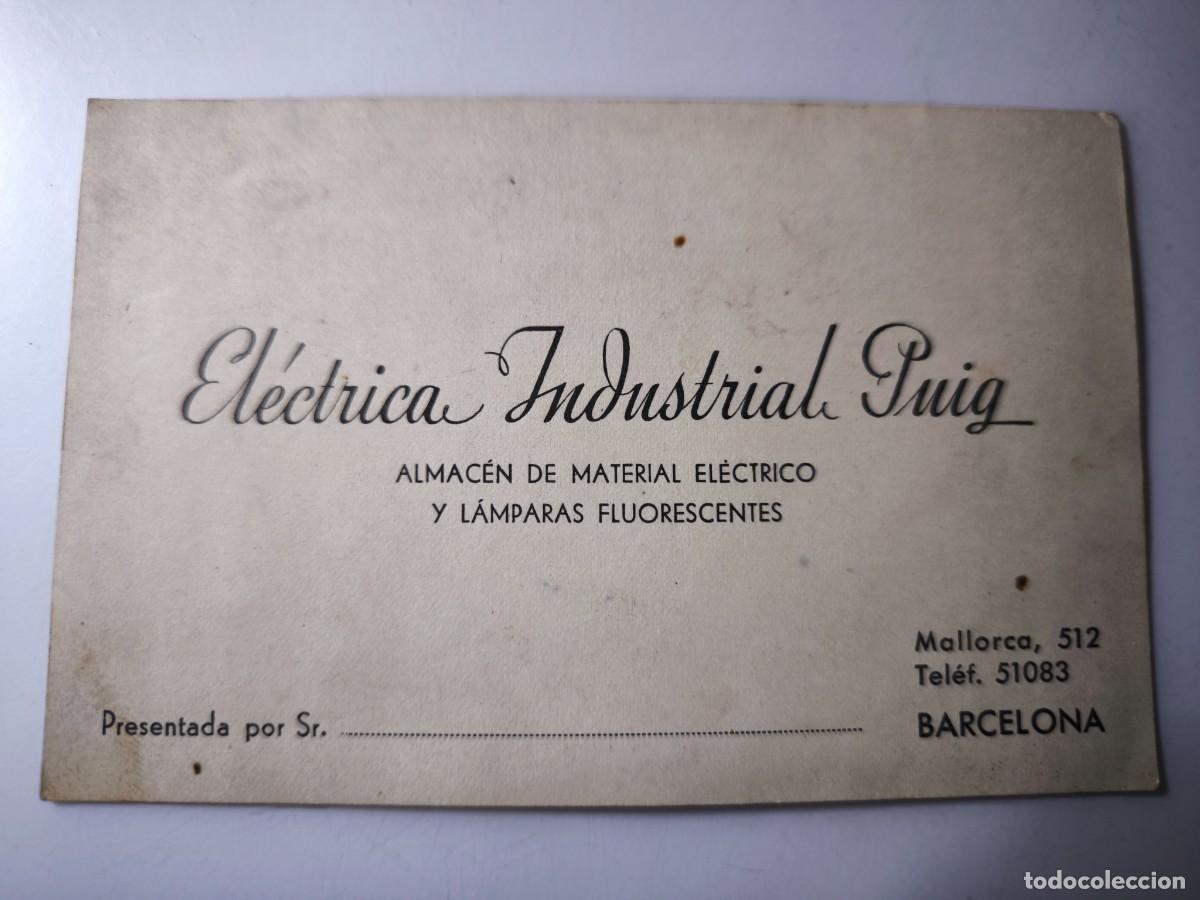 Eléctrica Industrial Puig
ALMACÉN DE MATERIAL ELÉCTRICO
Y LÁMPARAS FLUORESCENTES
Mallorca, 512
Teléf. 51083
Presentada por Sr. ........................ BARCELONA
todocoleccion